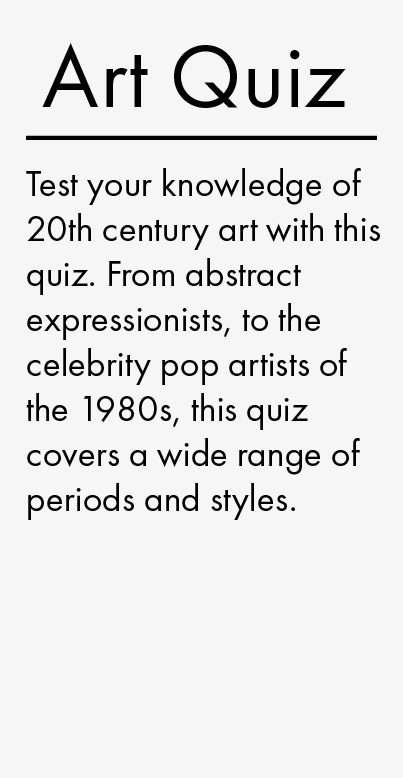 Art Quiz
Test your knowledge of
20th century art with this
quiz. From abstract
expressionists, to the
celebrity pop artists of
the 1980s, this quiz
covers a wide range of
periods and styles.